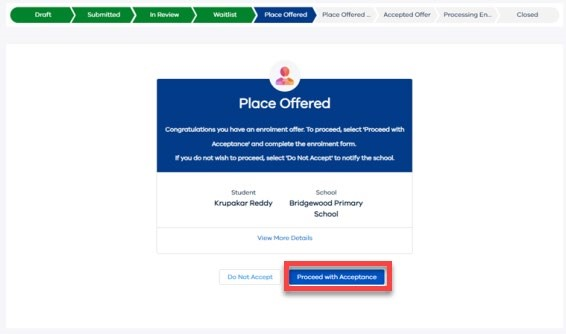 Draft Submitted In Review Waitlist Place Offered Place Offered ... Accepted Offer Processing En... Closed
Place Offered
Congratulations you have an enrolment offer. To proceed, select 'Proceed with
Acceptance' and complete the enrolment form.
If you do not wish to proceed, select 'Do Not Accept' to notify the school.
Student School
Krupakar Reddy Bridgewood Primary
School
View More Details
Do Not Accept Proceed with Acceptance